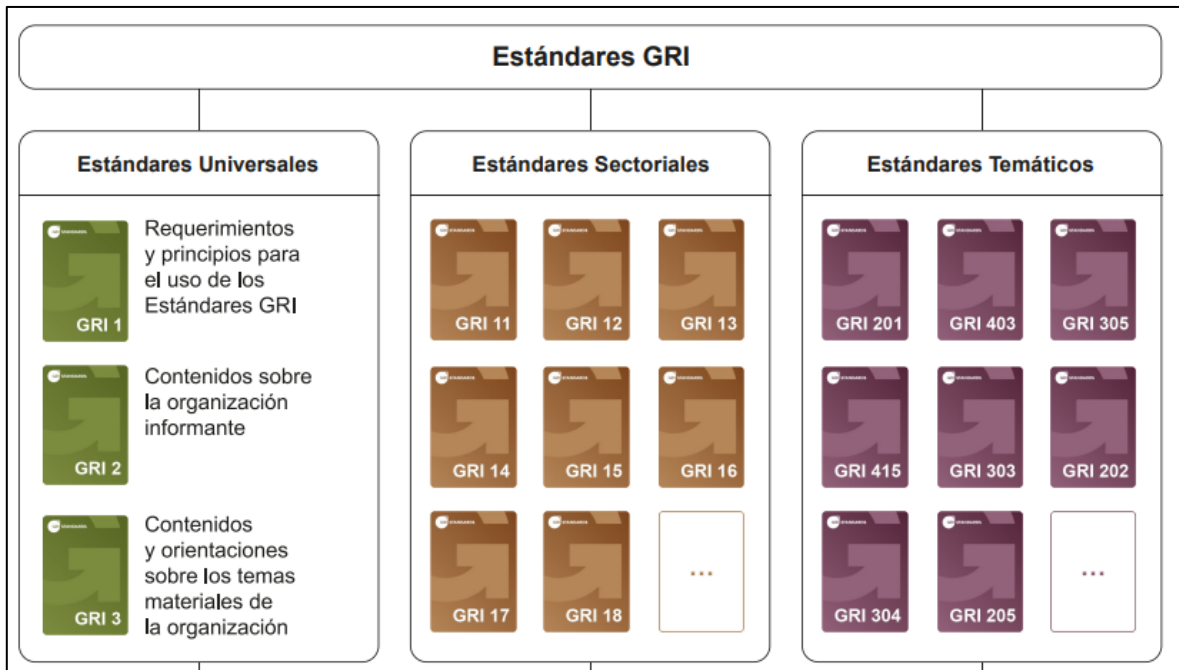 Estándares GRI
Estándares Universales
GRI 1
Requerimientos
y principios para
el uso de los
Estándares GRI
GRI 2
Contenidos sobre
la organización
informante
GRI 3
Contenidos
y orientaciones
sobre los temas
materiales de
la organización
Estándares Sectoriales
GRI 11
GRI 12
GRI 13
GRI 14
GRI 15
GRI 16
GRI 17
GRI 18
...
Estándares Temáticos
GRI 201
GRI 403
GRI 305
GRI 415
GRI 303
GRI 202
GRI 304
GRI 205
...